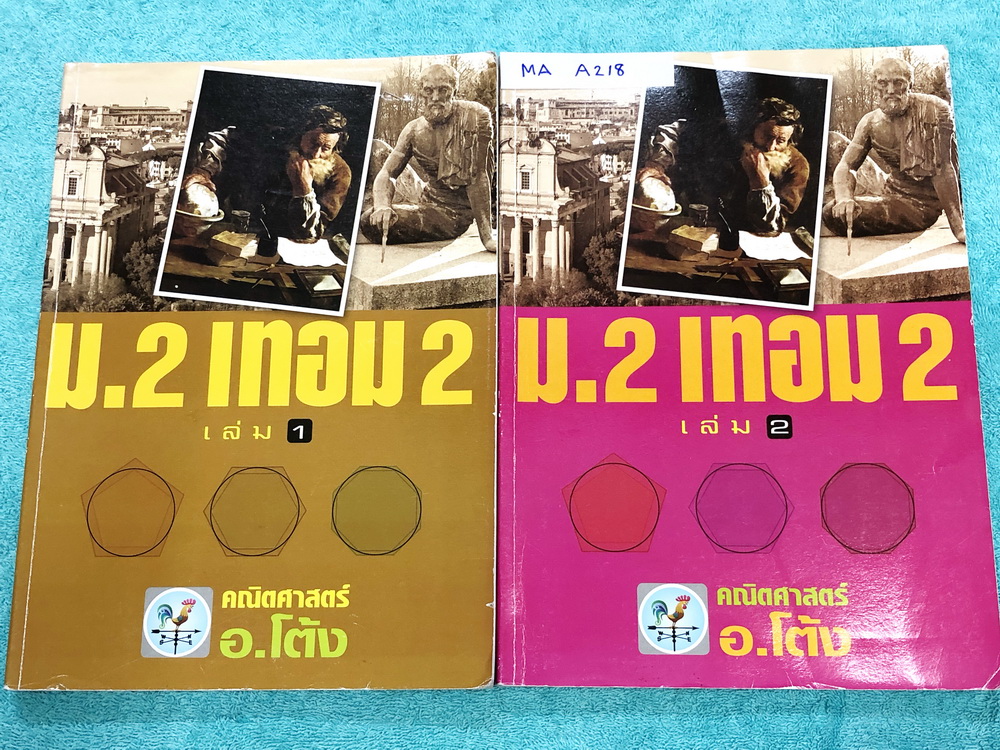 ม.2 เทอม 2
เล่ม 1
คณิตศาสตร์
อ.โต้ง
MA A218
ม.2 เทอม 2
เล่ม 2
คณิตศาสตร์
อ.โต้ง